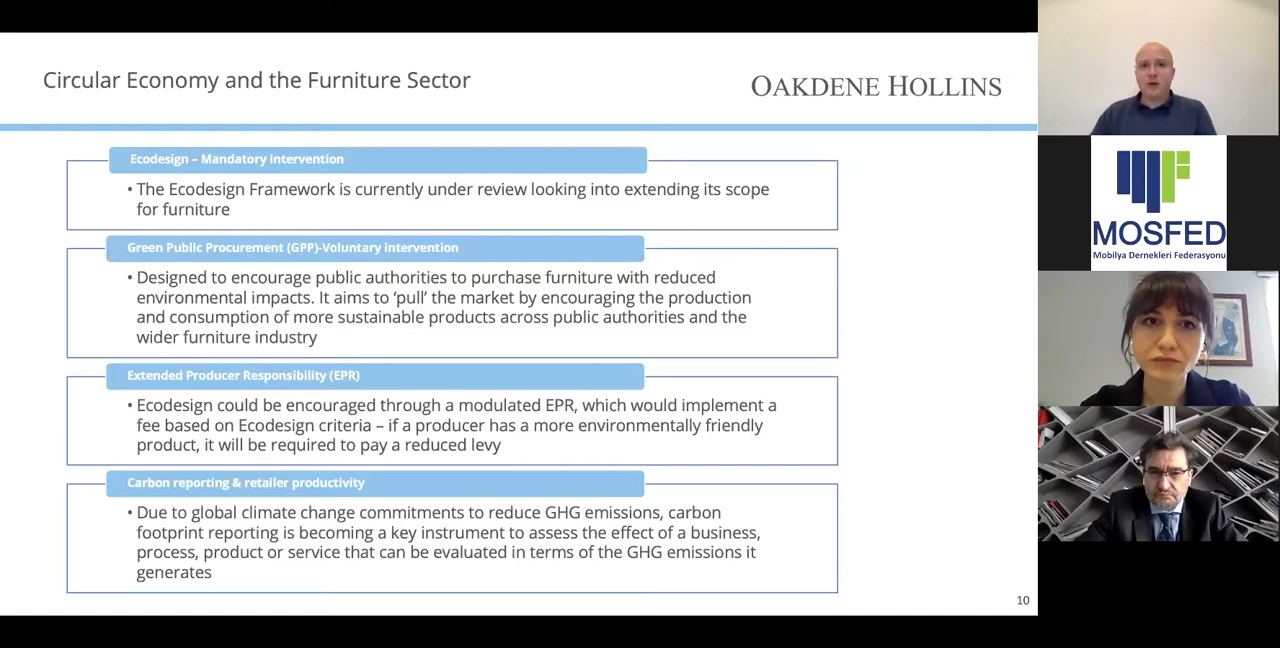 Circular Economy and the Furniture Sector
OAKDENE HOLLINS
Ecodesign – Mandatory intervention
• The Ecodesign Framework is currently under review looking into extending its scope
for furniture
Green Public Procurement (GPP)-Voluntary intervention
• Designed to encourage public authorities to purchase furniture with reduced
environmental impacts. It aims to ‘pull’ the market by encouraging the production
and consumption of more sustainable products across public authorities and the
wider furniture industry
Extended Producer Responsibility (EPR)
• Ecodesign could be encouraged through a modulated EPR, which would implement a
fee based on Ecodesign criteria – if a producer has a more environmentally friendly
product, it will be required to pay a reduced levy
Carbon reporting & retailer productivity
• Due to global climate change commitments to reduce GHG emissions, carbon
footprint reporting is becoming a key instrument to assess the effect of a business,
process, product or service that can be evaluated in terms of the GHG emissions it
generates
10
MOSFED
Mobilya Dernekleri Federasyonu